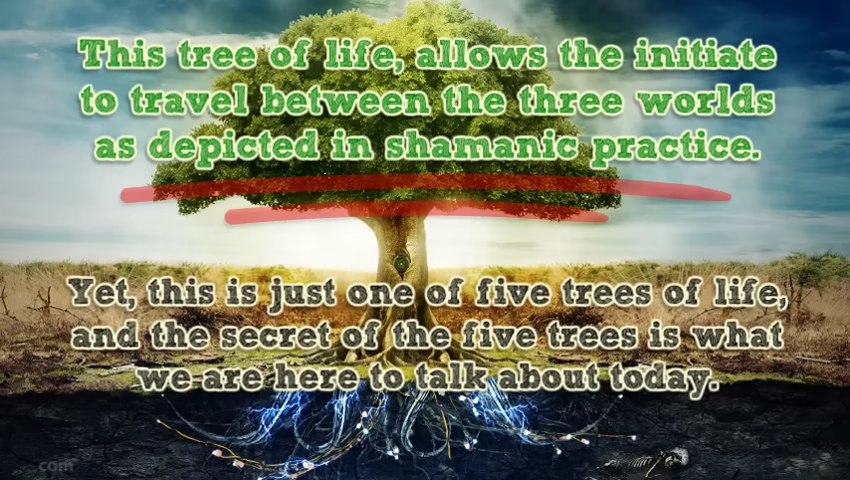 This tree of life, allows the initiate
to travel between the three worlds
as depicted in shamanic practice.
Yet, this is just one of five trees of life,
and the secret of the five trees is what
we are here to talk about today.
com